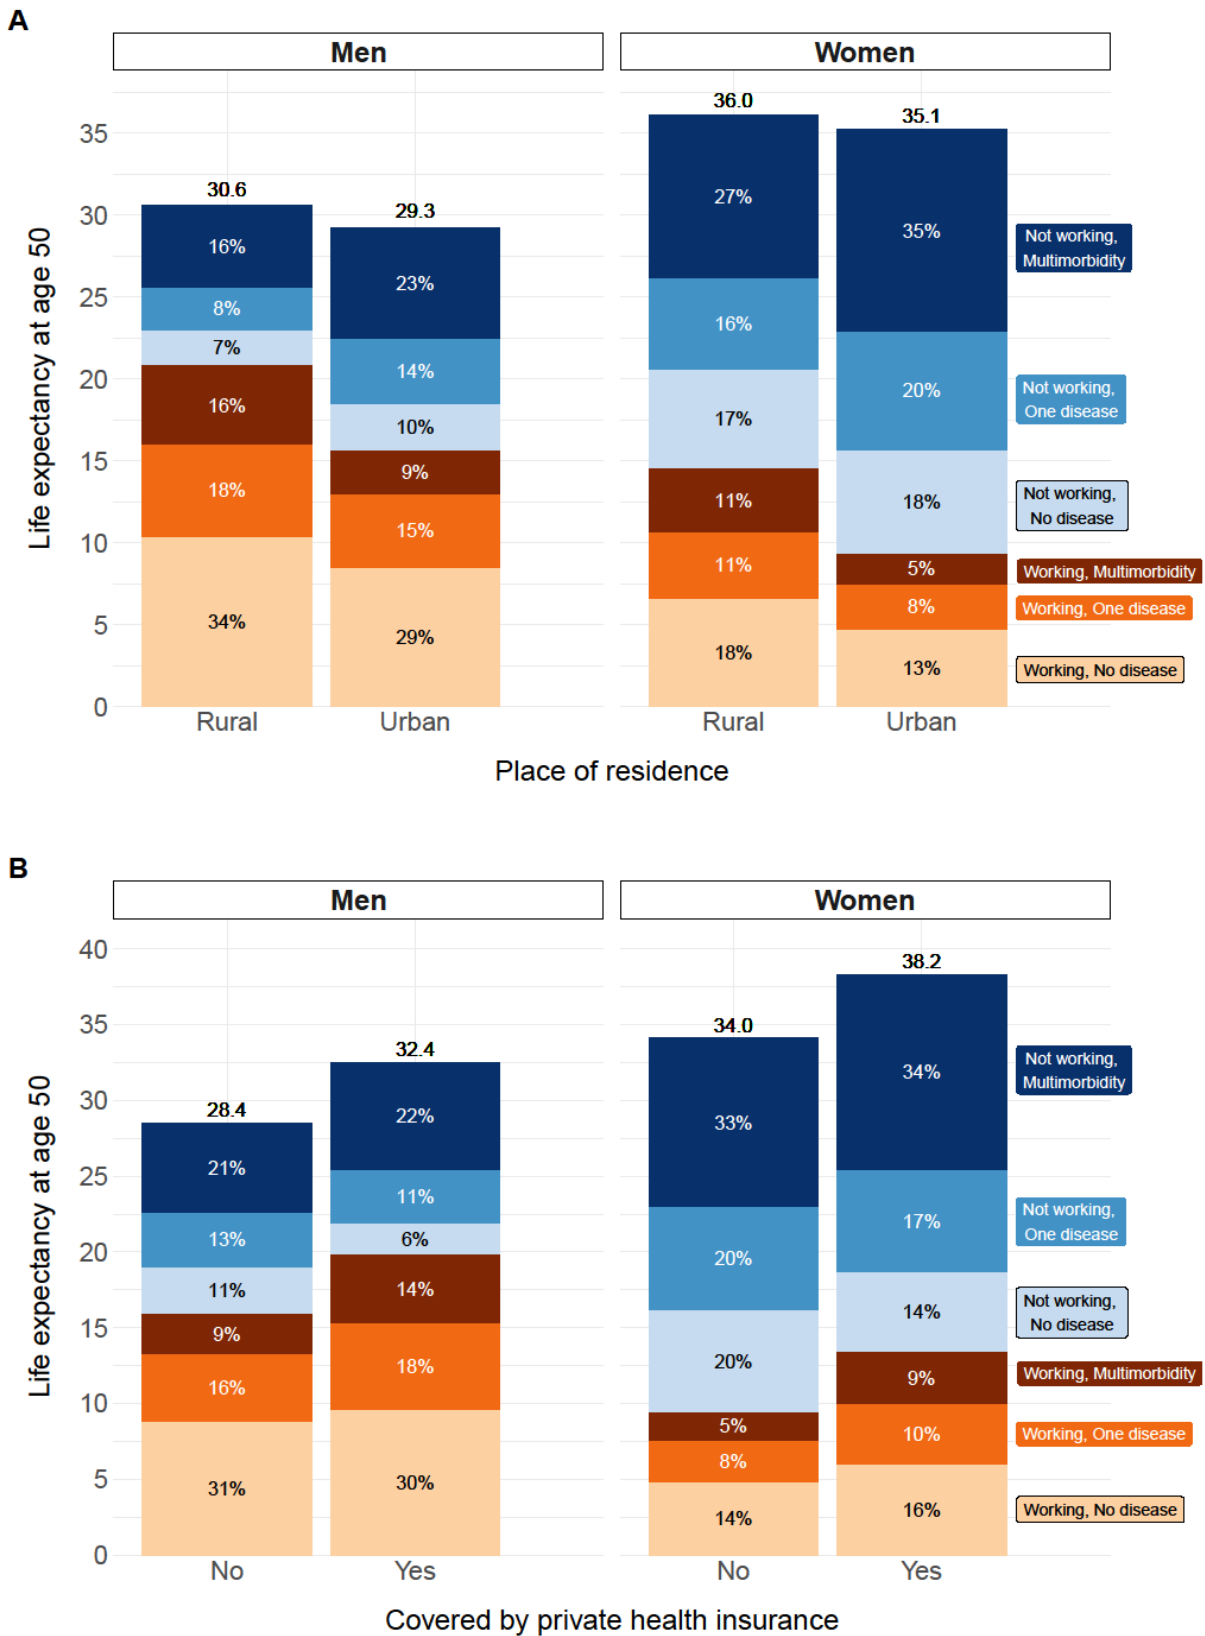 A
Men
Women
Life expectancy at age 50
35
30
25
20
15
10
5
0
30.6
16%
8%
7%
16%
18%
34%
29.3
23%
14%
10%
9%
15%
29%
36.0
27%
16%
17%
11%
11%
18%
35.1
35%
20%
18%
5%
8%
13%
Not working,
Multimorbidity
Not working,
One disease
Not working,
No disease
Working, Multimorbidity
Working, One disease
Working, No disease
Rural
Urban
Rural
Urban
Place of residence
B
Men
Women
Life expectancy at age 50
40
35
30
25
20
15
10
5
0
28.4
21%
13%
11%
9%
16%
31%
32.4
22%
11%
6%
14%
18%
30%
34.0
33%
20%
20%
5%
8%
14%
38.2
34%
17%
14%
9%
10%
16%
Not working,
Multimorbidity
Not working,
One disease
Not working,
No disease
Working, Multimorbidity
Working, One disease
Working, No disease
No
Yes
No
Yes
Covered by private health insurance